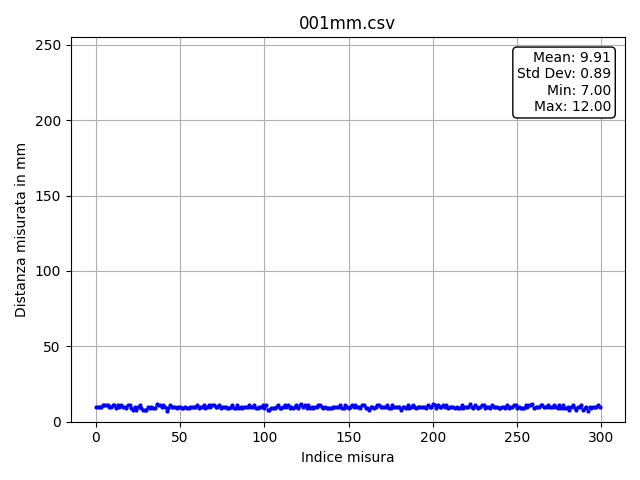 001mm.csv
Mean: 9.91
Std Dev: 0.89
Min: 7.00
Max: 12.00
Distanza misurata in mm
250
200
150
100
50
0
0 50 100 150 200 250 300
Indice misura